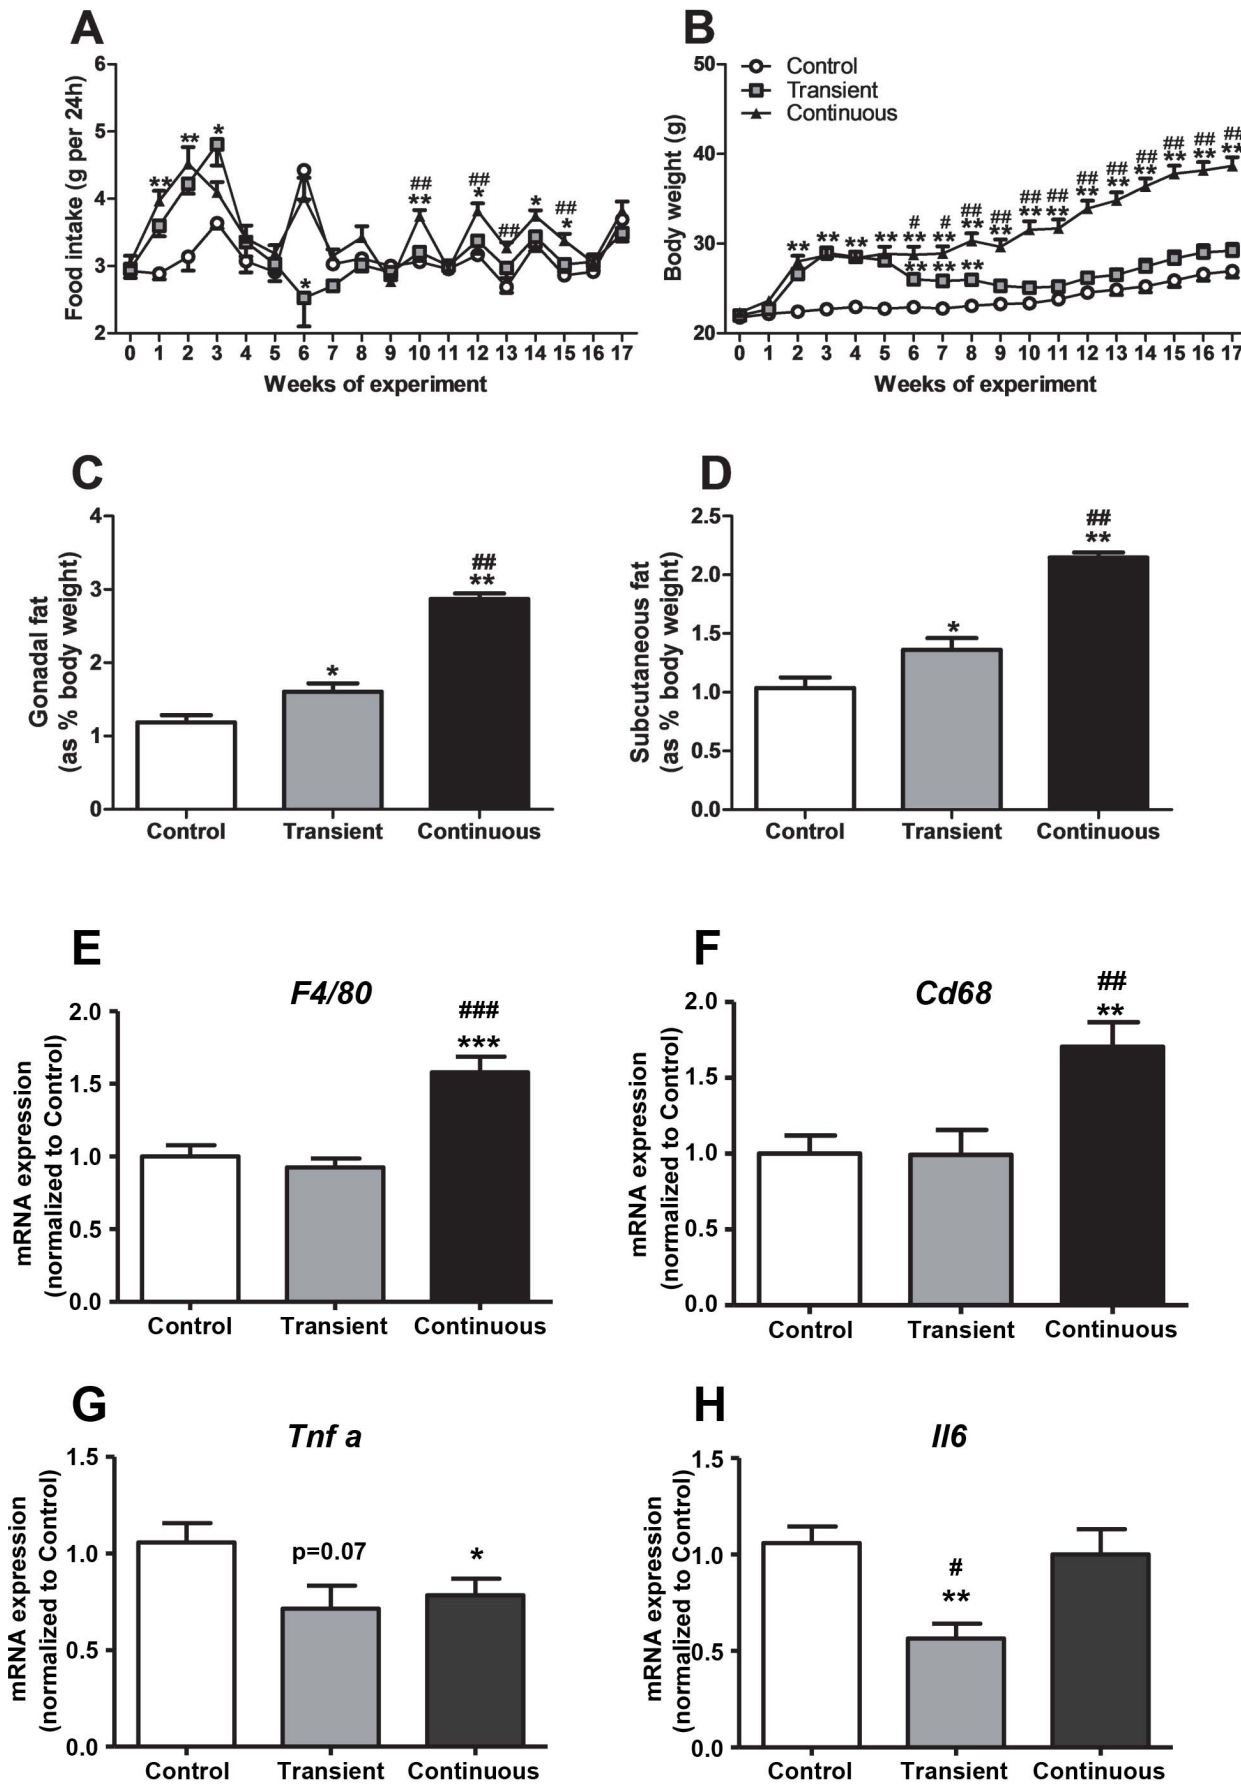 A
Food intake (g per 24h)
6
5
4
3
2
** ** * * ## ** ## * ## * ## *
0 1 2 3 4 5 6 7 8 9 10 11 12 13 14 15 16 17
Weeks of experiment
B
Body weight (g)
50
40
30
20
Control
Transient
Continuous
** ** ** ** # ** # ** ## ** ## ** ## ** ## ** ## ** ## ** ## ** ## ** ## ** ## **
** ** **
0 1 2 3 4 5 6 7 8 9 10 11 12 13 14 15 16 17
Weeks of experiment
C
Gonadal fat
(as % body weight)
4
3
2
1
0
*
##
**
Control Transient Continuous
D
Subcutaneous fat
(as % body weight)
2.5
2.0
1.5
1.0
0.5
0.0
*
##
**
Control Transient Continuous
E
F4/80
mRNA expression
(normalized to Control)
2.0
1.5
1.0
0.5
0.0
###
***
Control Transient Continuous
F
Cd68
mRNA expression
(normalized to Control)
2.0
1.5
1.0
0.5
0.0
##
**
Control Transient Continuous
G
Tnf a
mRNA expression
(normalized to Control)
1.5
1.0
0.5
0.0
p=0.07
*
Control Transient Continuous
H
Il6
mRNA expression
(normalized to Control)
1.5
1.0
0.5
0.0
#
**
Control Transient Continuous